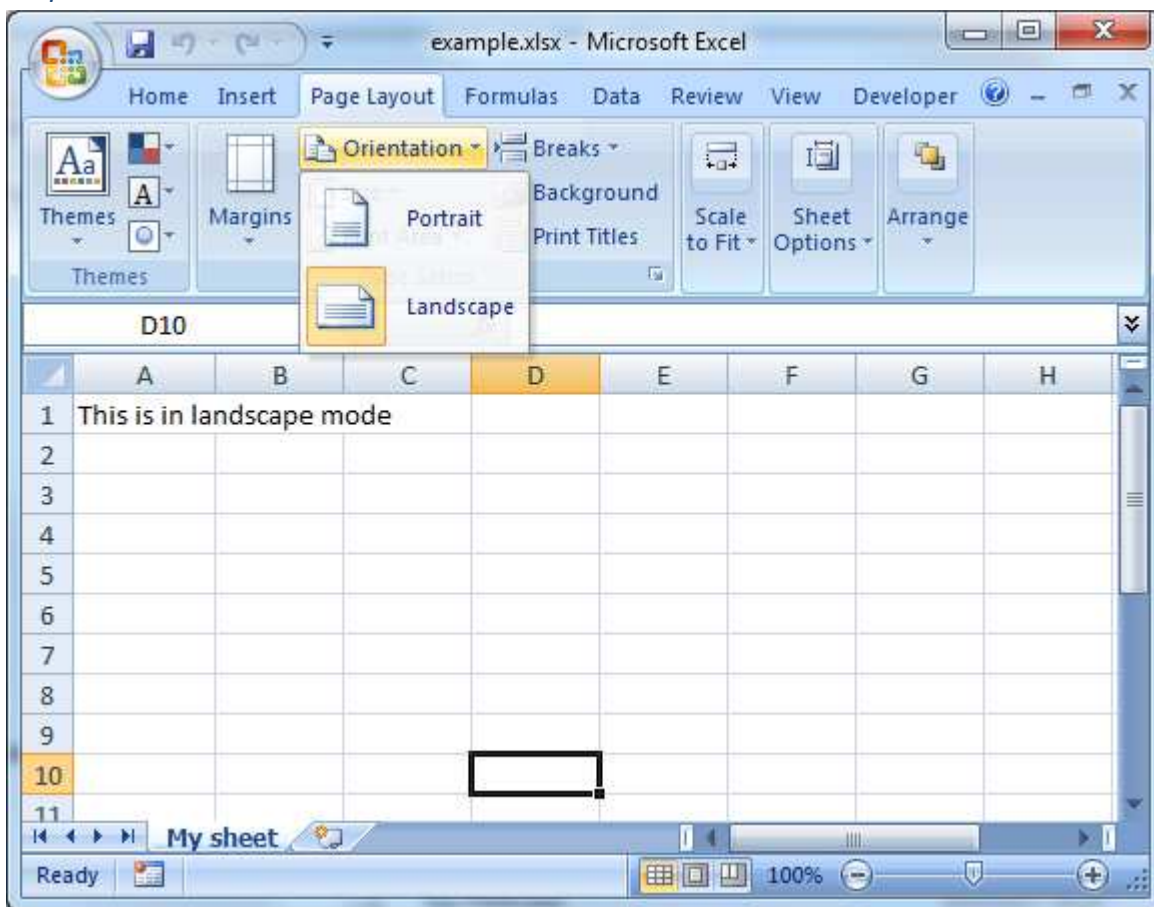 example.xlsx - Microsoft Excel
Home Insert Page Layout Formulas Data Review View Developer
Aa Orientation Breaks
A Background
Themes Margins Portrait Print Titles Scale to Fit Sheet Options Arrange
Themes
Landscape
D10
A B C D E F G H
1 This is in landscape mode
2
3
4
5
6
7
8
9
10
11
My sheet
Ready 100%